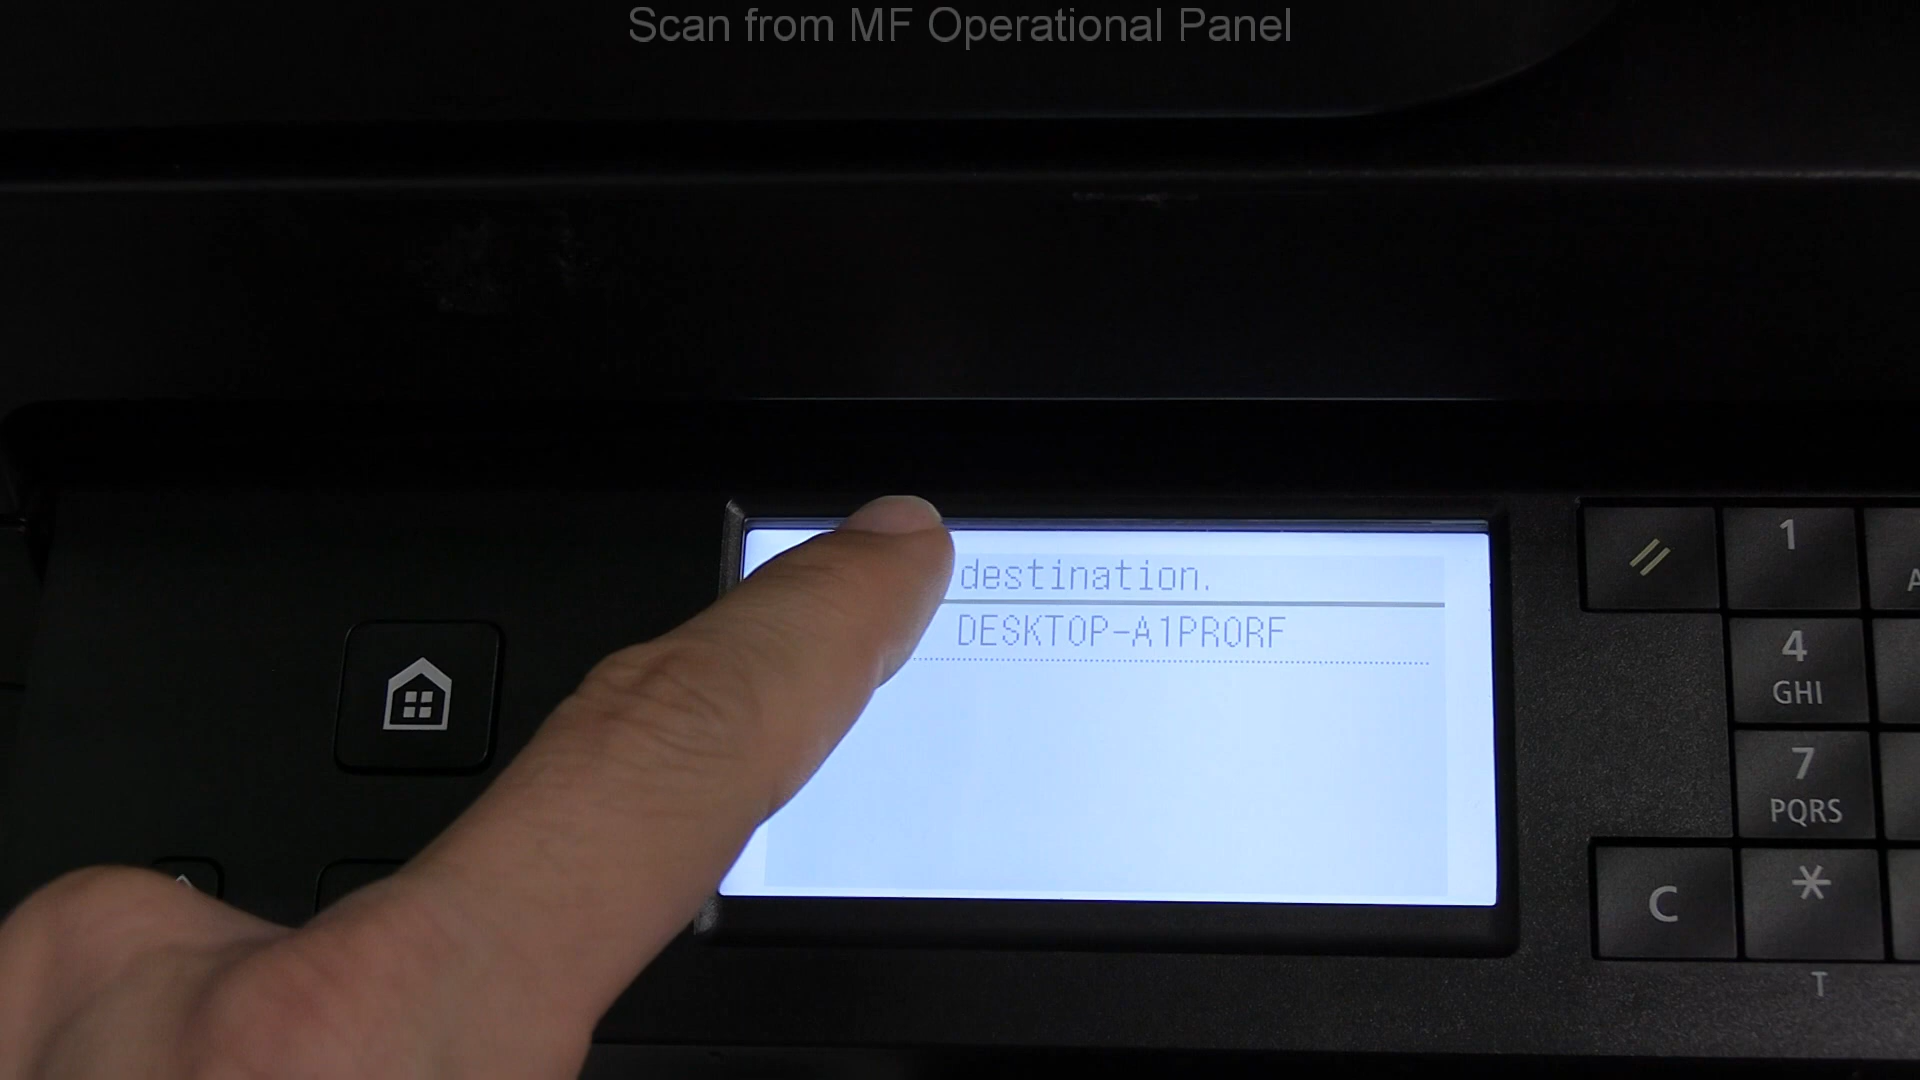 Scan from MF Operational Panel
destination.
DESKTOP-A1PRORF
1
4
GHI
7
PQRS
C
*
T